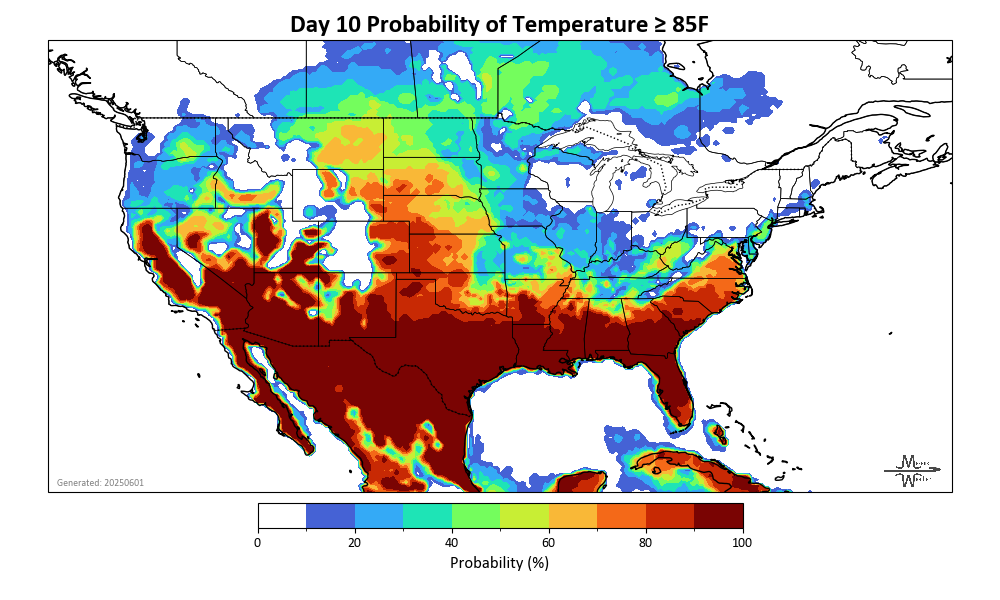 Day 10 Probability of Temperature ≥ 85F
Generated: 20250601
0 20 40 60 80 100
Probability (%)